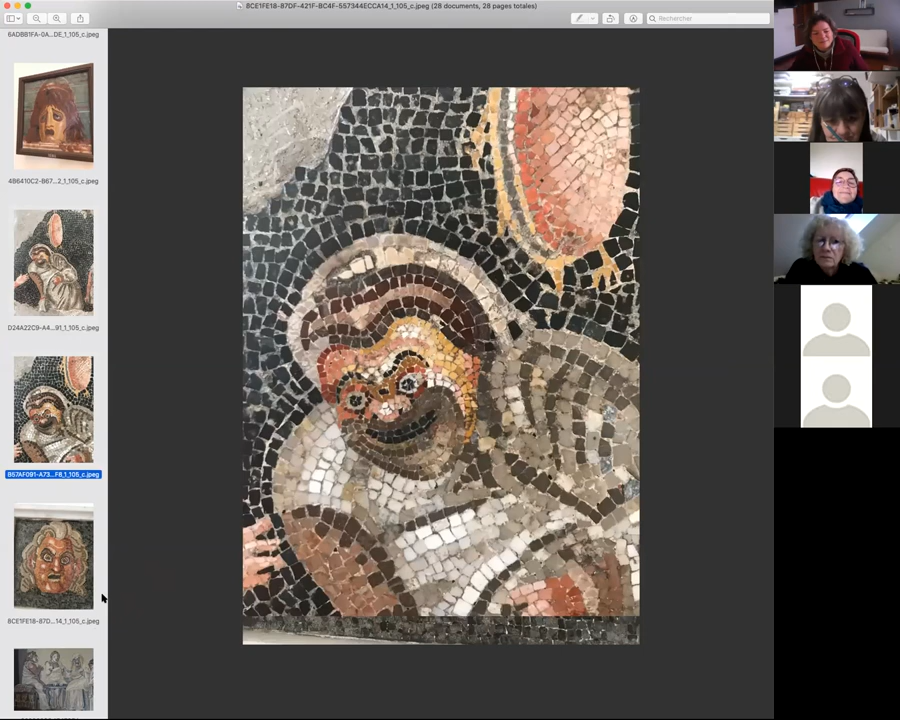 8CE1FE18-87DF-421F-BC4F-557344ECCA14_1_105_c.jpeg (28 documents, 28 pages totales)
Rechercher
6ADBB1FA-0A...DE_1_105_c.jpeg
4B6410C2-B67...2_1_105_c.jpeg
D24A22C9-A4...91_1_105_c.jpeg
B57AF091-A73...F8_1_105_c.jpeg
8CE1FE18-87D...14_1_105_c.jpeg